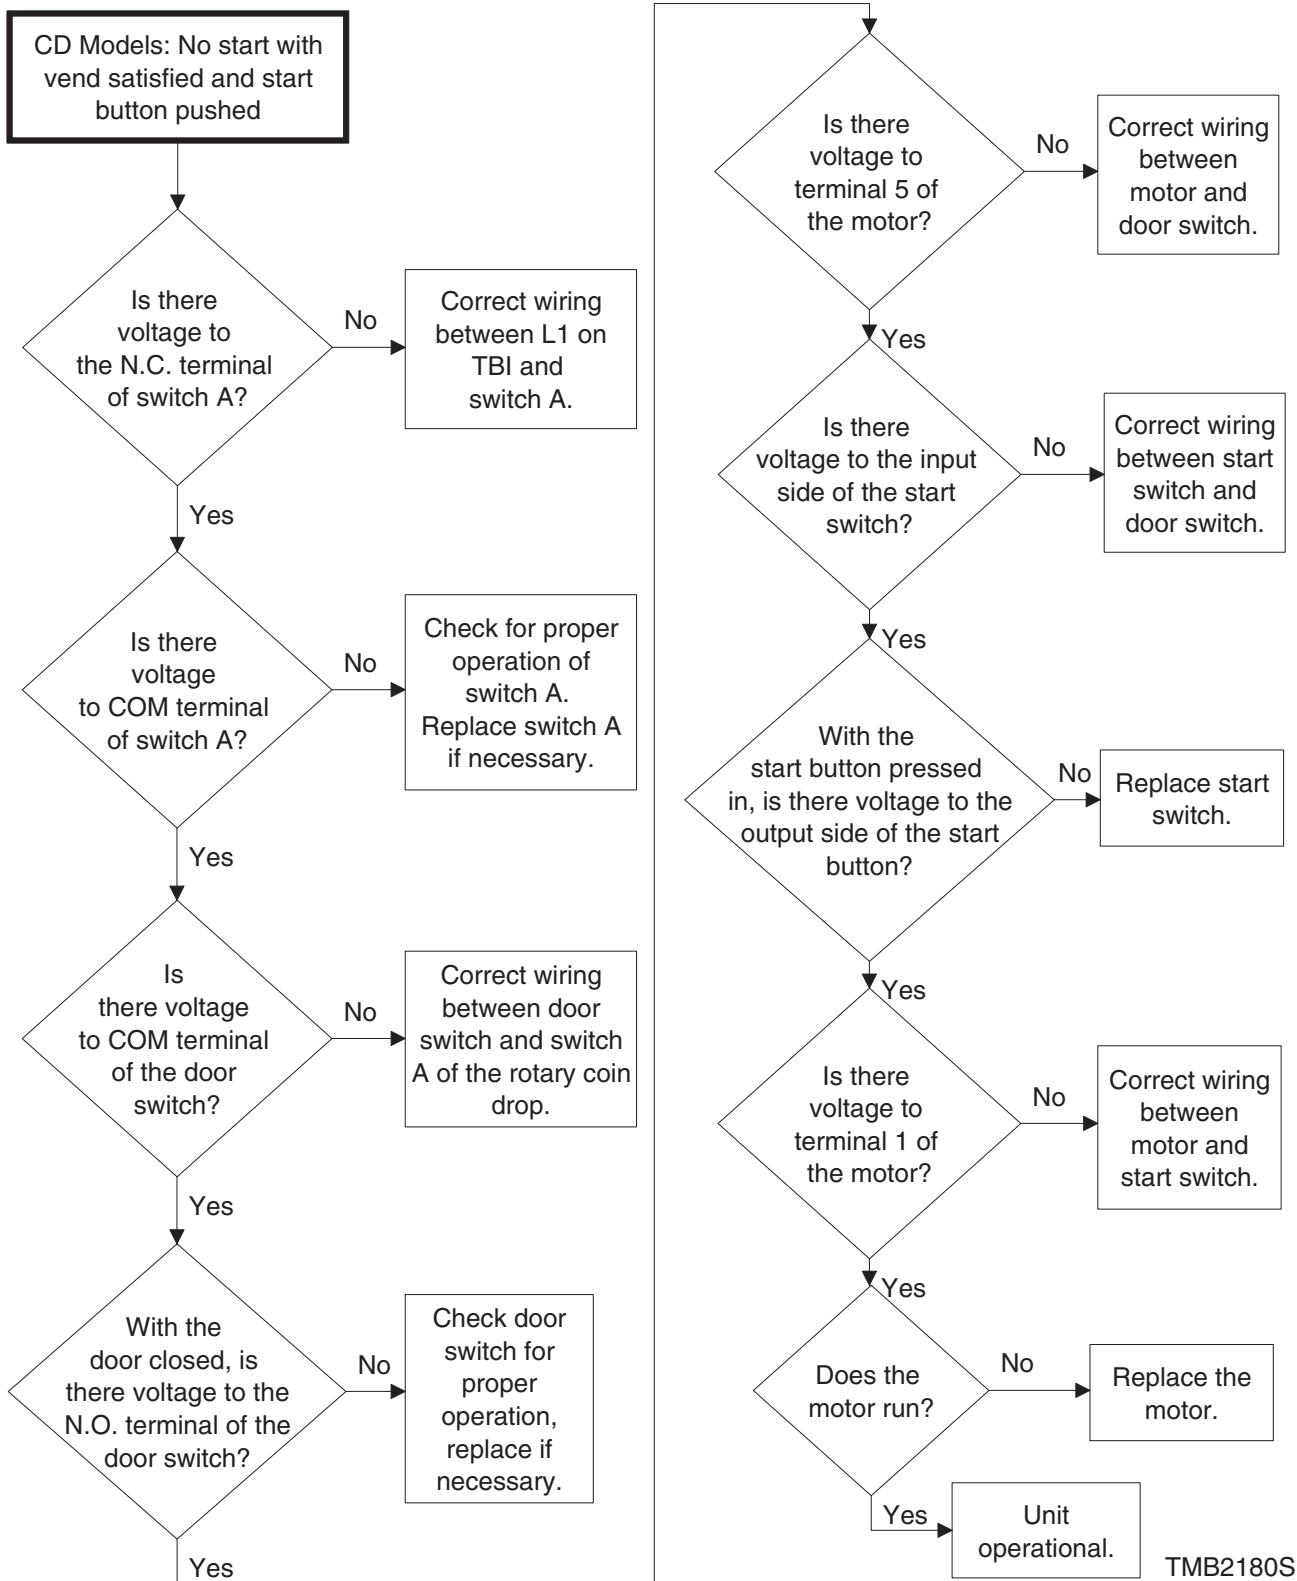 CD Models: No start with
vend satisfied and start
button pushed
Is there
voltage to
the N.C. terminal
of switch A?
No
Correct wiring
between L1 on
TBI and
switch A.
Yes
Is there
voltage
to COM terminal
of switch A?
No
Check for proper
operation of
switch A.
Replace switch A
if necessary.
Yes
Is
there voltage
to COM terminal
of the door
switch?
No
Correct wiring
between door
switch and switch
A of the rotary coin
drop.
Yes
With the
door closed, is
there voltage to the
N.O. terminal of the
door switch?
No
Check door
switch for
proper
operation,
replace if
necessary.
Yes
Is there
voltage to
terminal 5 of
the motor?
No
Correct wiring
between
motor and
door switch.
Yes
Is there
voltage to the input
side of the start
switch?
No
Correct wiring
between start
switch and
door switch.
Yes
With the
start button pressed
in, is there voltage to the
output side of the start
button?
No
Replace start
switch.
Yes
Is there
voltage to
terminal 1 of
the motor?
No
Correct wiring
between
motor and
start switch.
Yes
Does the
motor run?
No
Replace the
motor.
Yes
Unit
operational.
TMB2180S